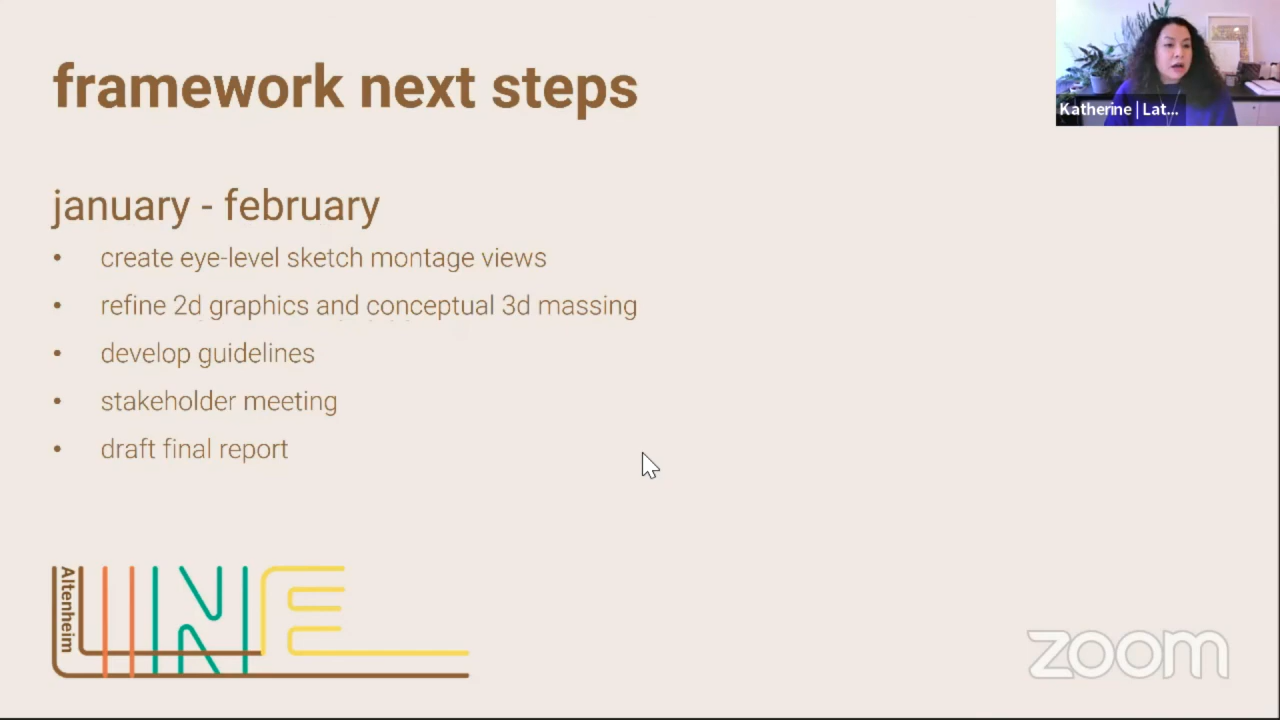 framework next steps
Katherine | Lat...
january - february
• create eye-level sketch montage views
• refine 2d graphics and conceptual 3d massing
• develop guidelines
• stakeholder meeting
• draft final report
Altenheim
LINE
zoom